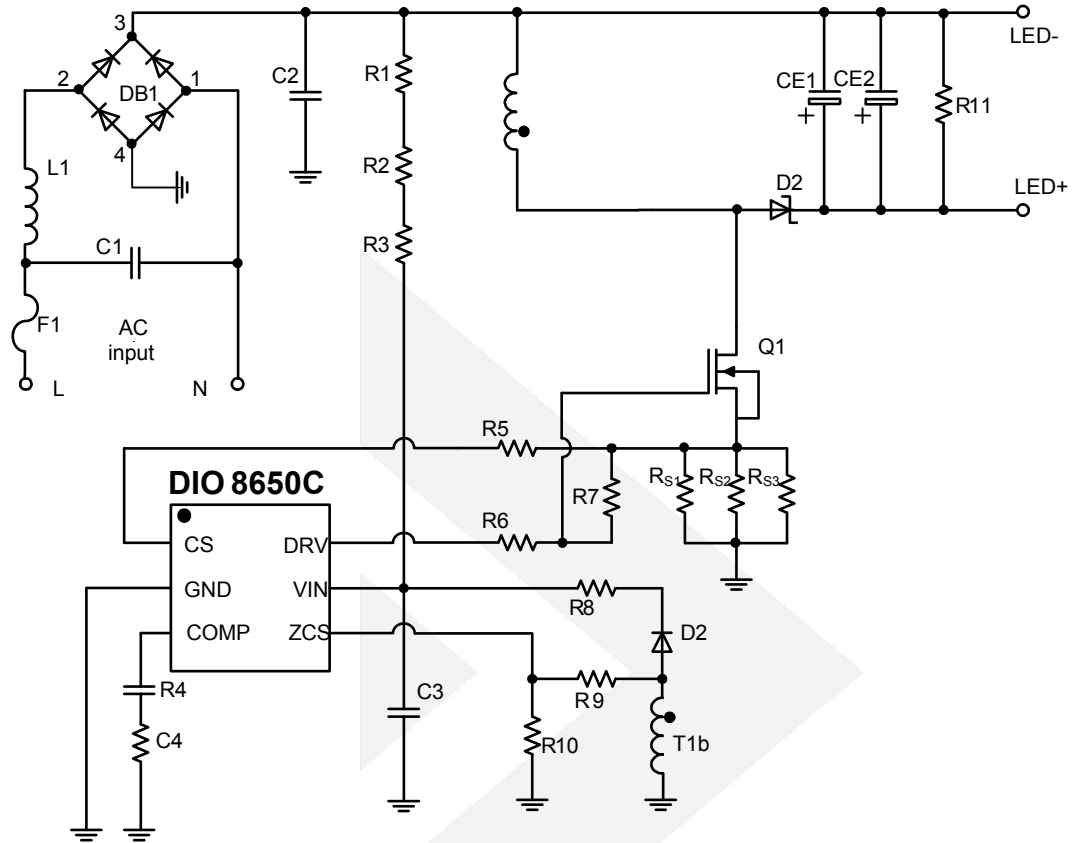 3
LED-
R1
C2
2
DB1
1
CE1
CE2
+
+
R11
4
L1
R2
D2
LED+
C1
R3
F1
AC
input
L
N
Q1
R5
DIO 8650C
RS1
RS2
RS3
R7
R6
CS
DRV
GND
VIN
R8
COMP
ZCS
D2
R4
C3
R9
C4
R10
T1b